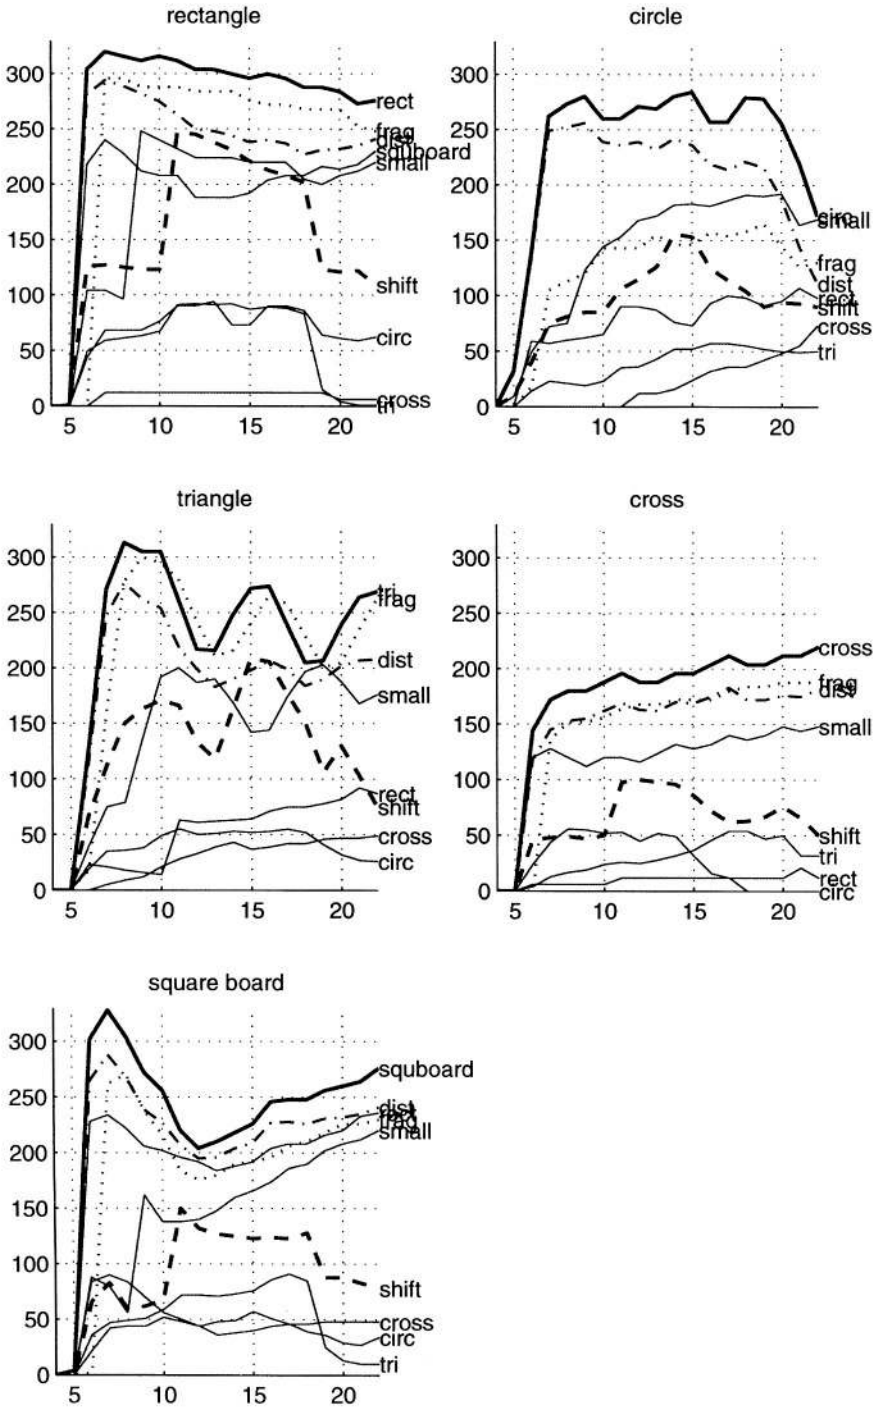 rectangle
300
250
200
150
100
50
0
5
10
15
20
rect
frag
dist
squboard
small
shift
circ
cross
tri
circle
300
250
200
150
100
50
0
5
10
15
20
circ
small
frag
dist
rect
shift
cross
tri
triangle
300
250
200
150
100
50
0
5
10
15
20
tri
frag
dist
small
rect
shift
cross
circ
cross
300
250
200
150
100
50
0
5
10
15
20
cross
frag
dist
small
shift
tri
rect
circ
square board
300
250
200
150
100
50
0
5
10
15
20
squboard
dist
rect
frag
small
shift
cross
circ
tri